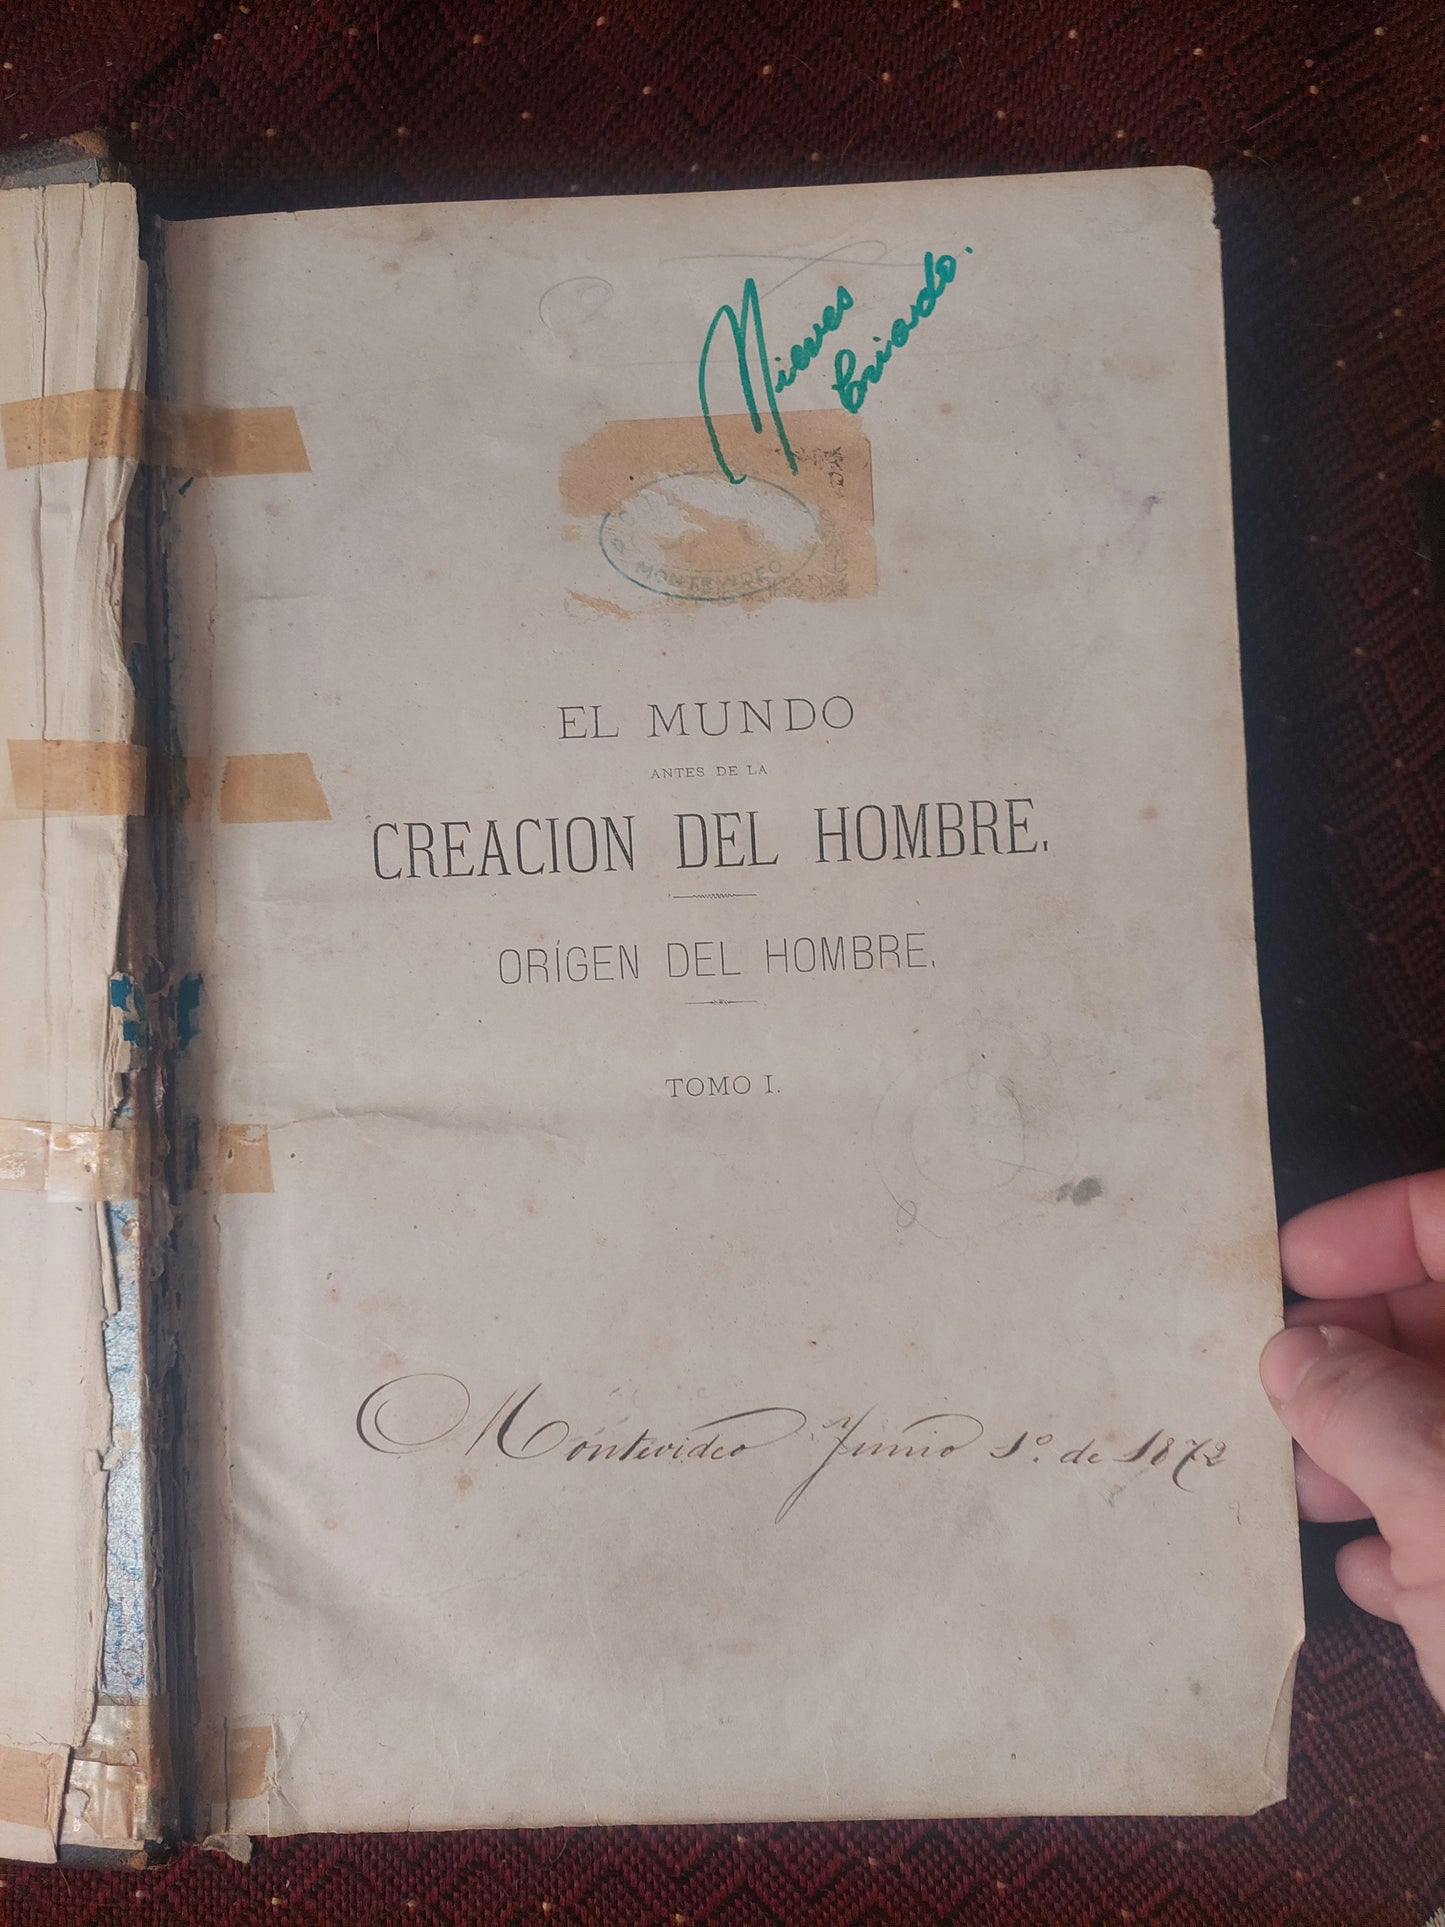 Nieves
Criado.
MONTEVIDEO
EL MUNDO
ANTES DE LA
CREACION DEL HOMBRE.
ORÍGEN DEL HOMBRE.
TOMO I.
Montevideo Junio 1º. de 1872